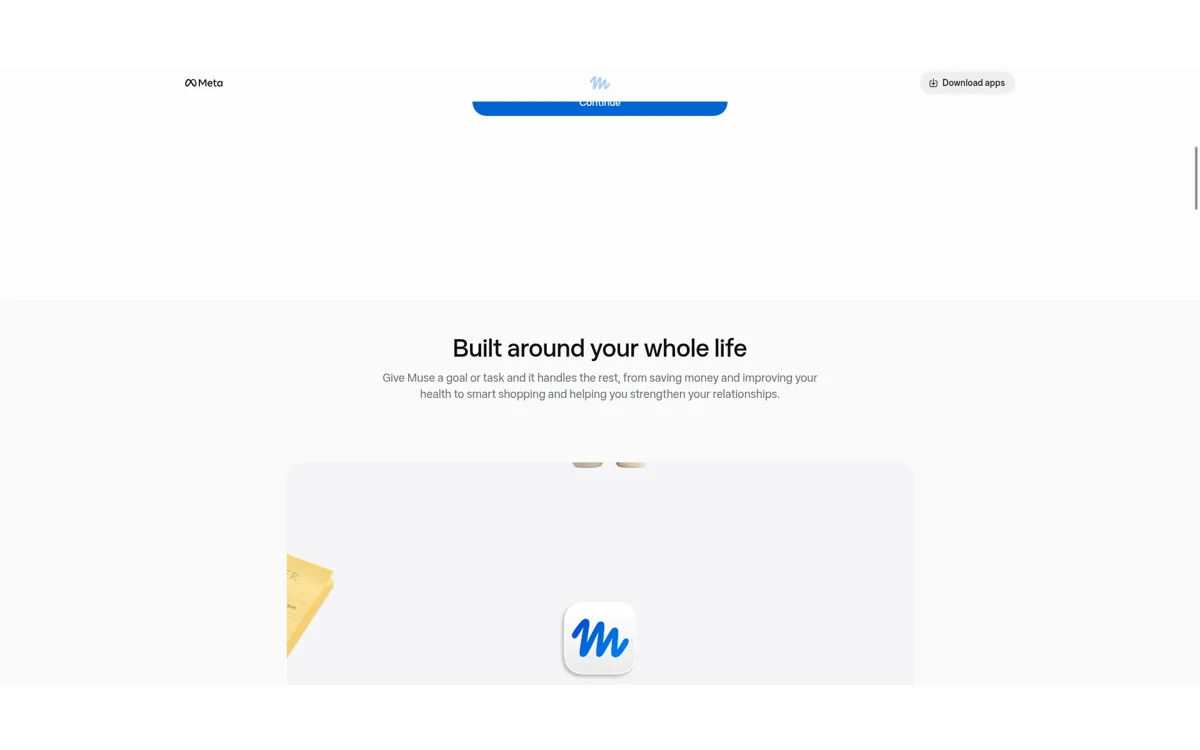 Meta
Download apps
Continue
Built around your whole life
Give Muse a goal or task and it handles the rest, from saving money and improving your
health to smart shopping and helping you strengthen your relationships.